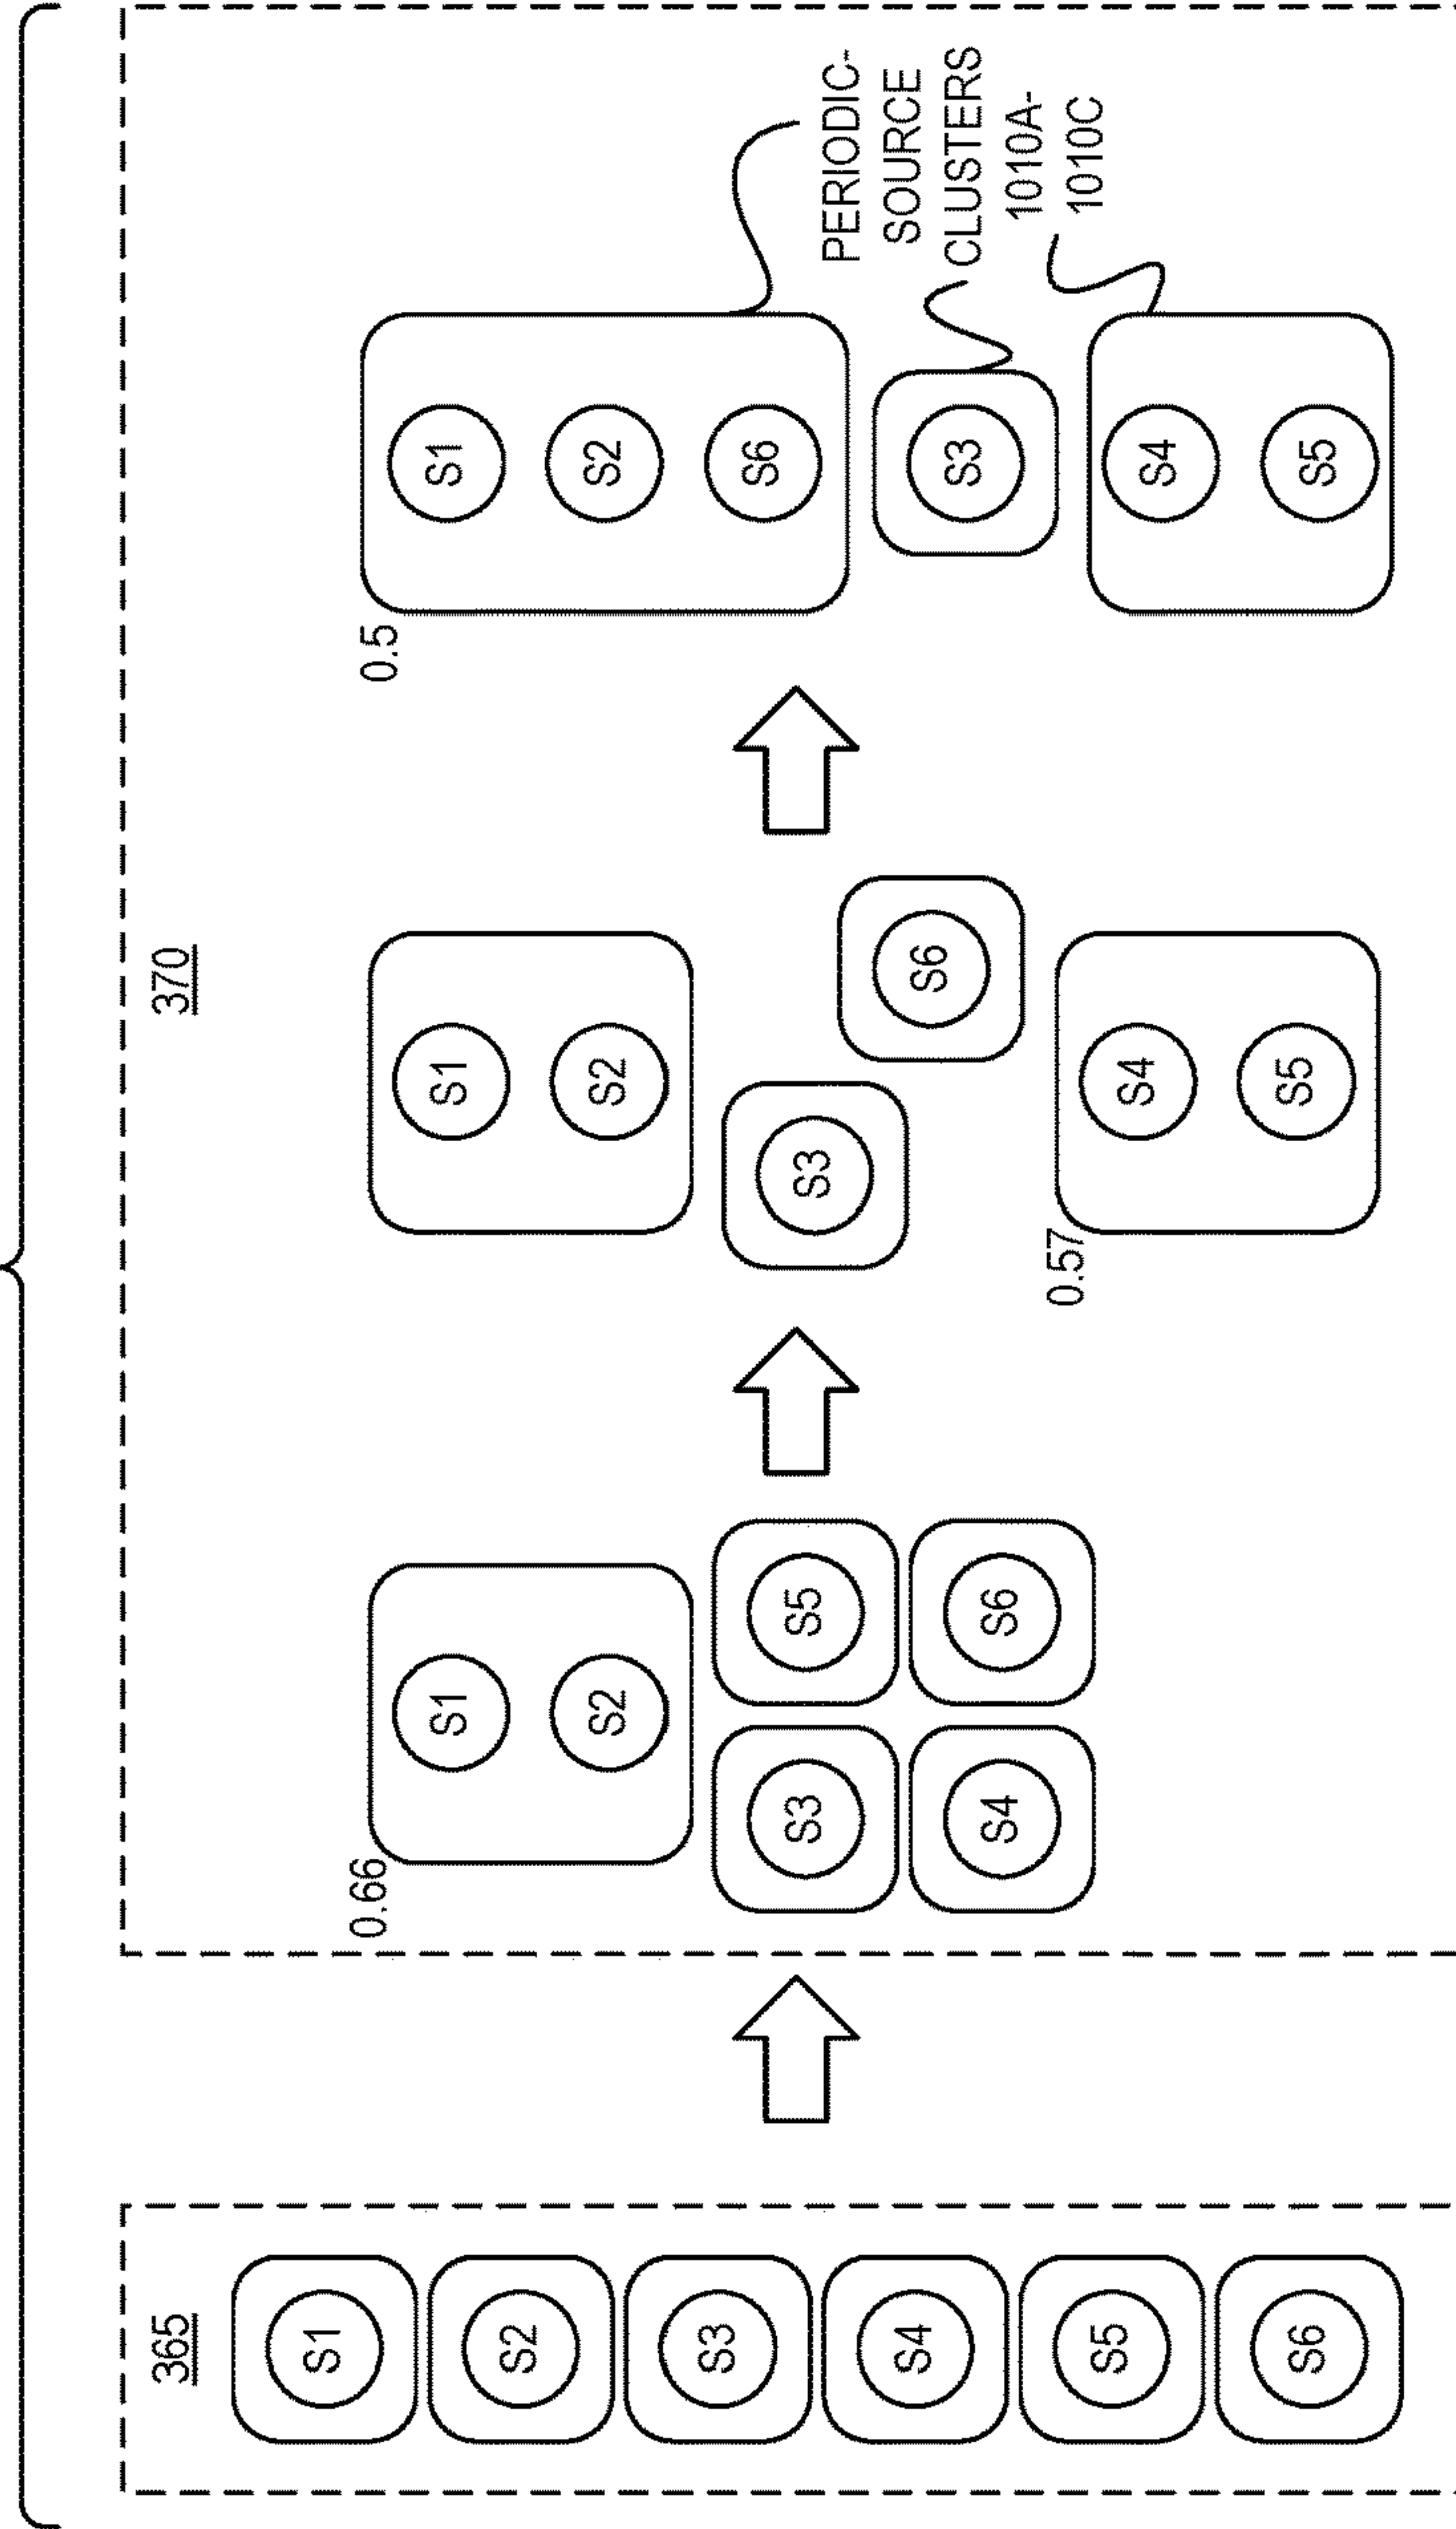 365
S1
S2
S3
S4
S5
S6
370
0.66
S1
S2
S3
S5
S4
S6
S1
S2
S3
S6
0.57
S4
S5
0.5
S1
S2
S6
S3
S4
S5
PERIODIC-
SOURCE
CLUSTERS
1010A-
1010C